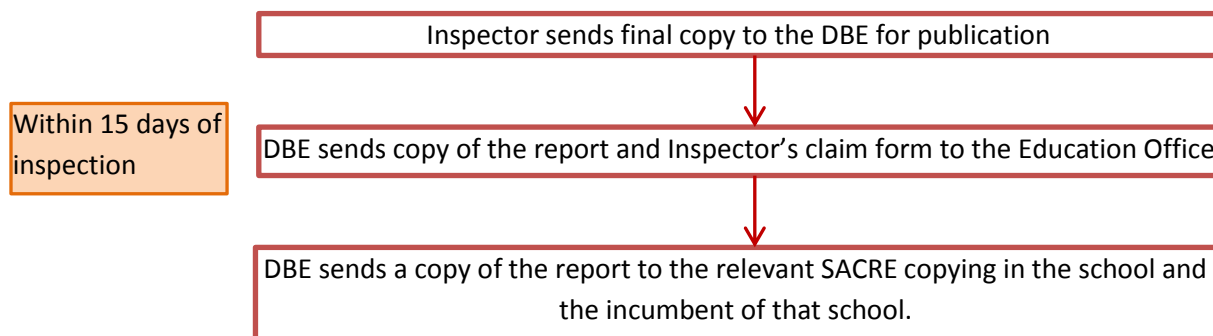 Inspector sends final copy to the DBE for publication
Within 15 days of
inspection
DBE sends copy of the report and Inspector’s claim form to the Education Office
DBE sends a copy of the report to the relevant SACRE copying in the school and
the incumbent of that school.